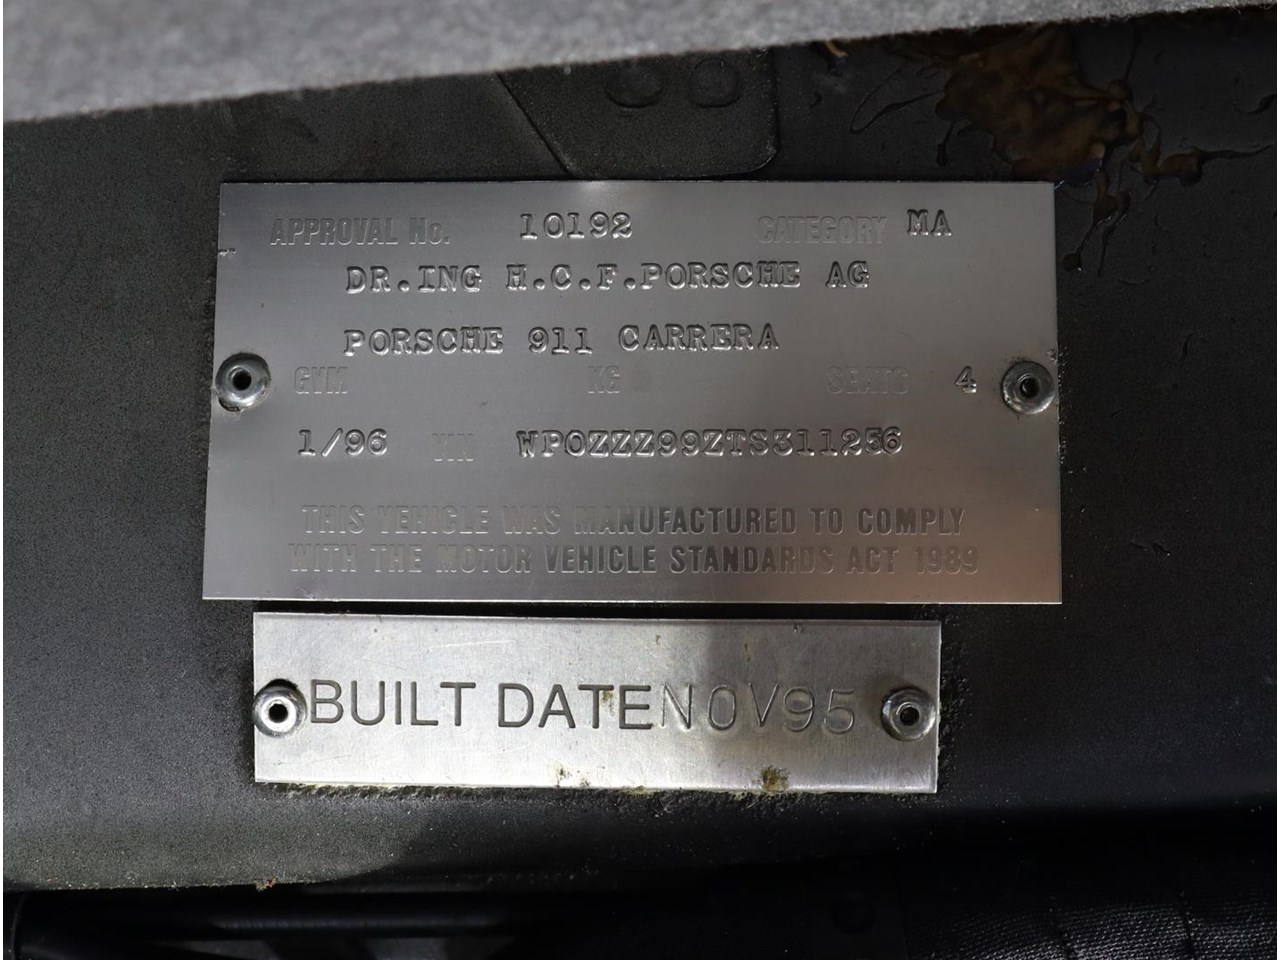 APPROVAL No. 10192 CATEGORY MA
DR.ING H.C.F.PORSCHE AG
PORSCHE 911 CARRERA
GVM KG SEATS 4
1/96 VIN WP0ZZZ99ZTS311256
THIS VEHICLE WAS MANUFACTURED TO COMPLY
WITH THE MOTOR VEHICLE STANDARDS ACT 1989
BUILT DATE NOV95